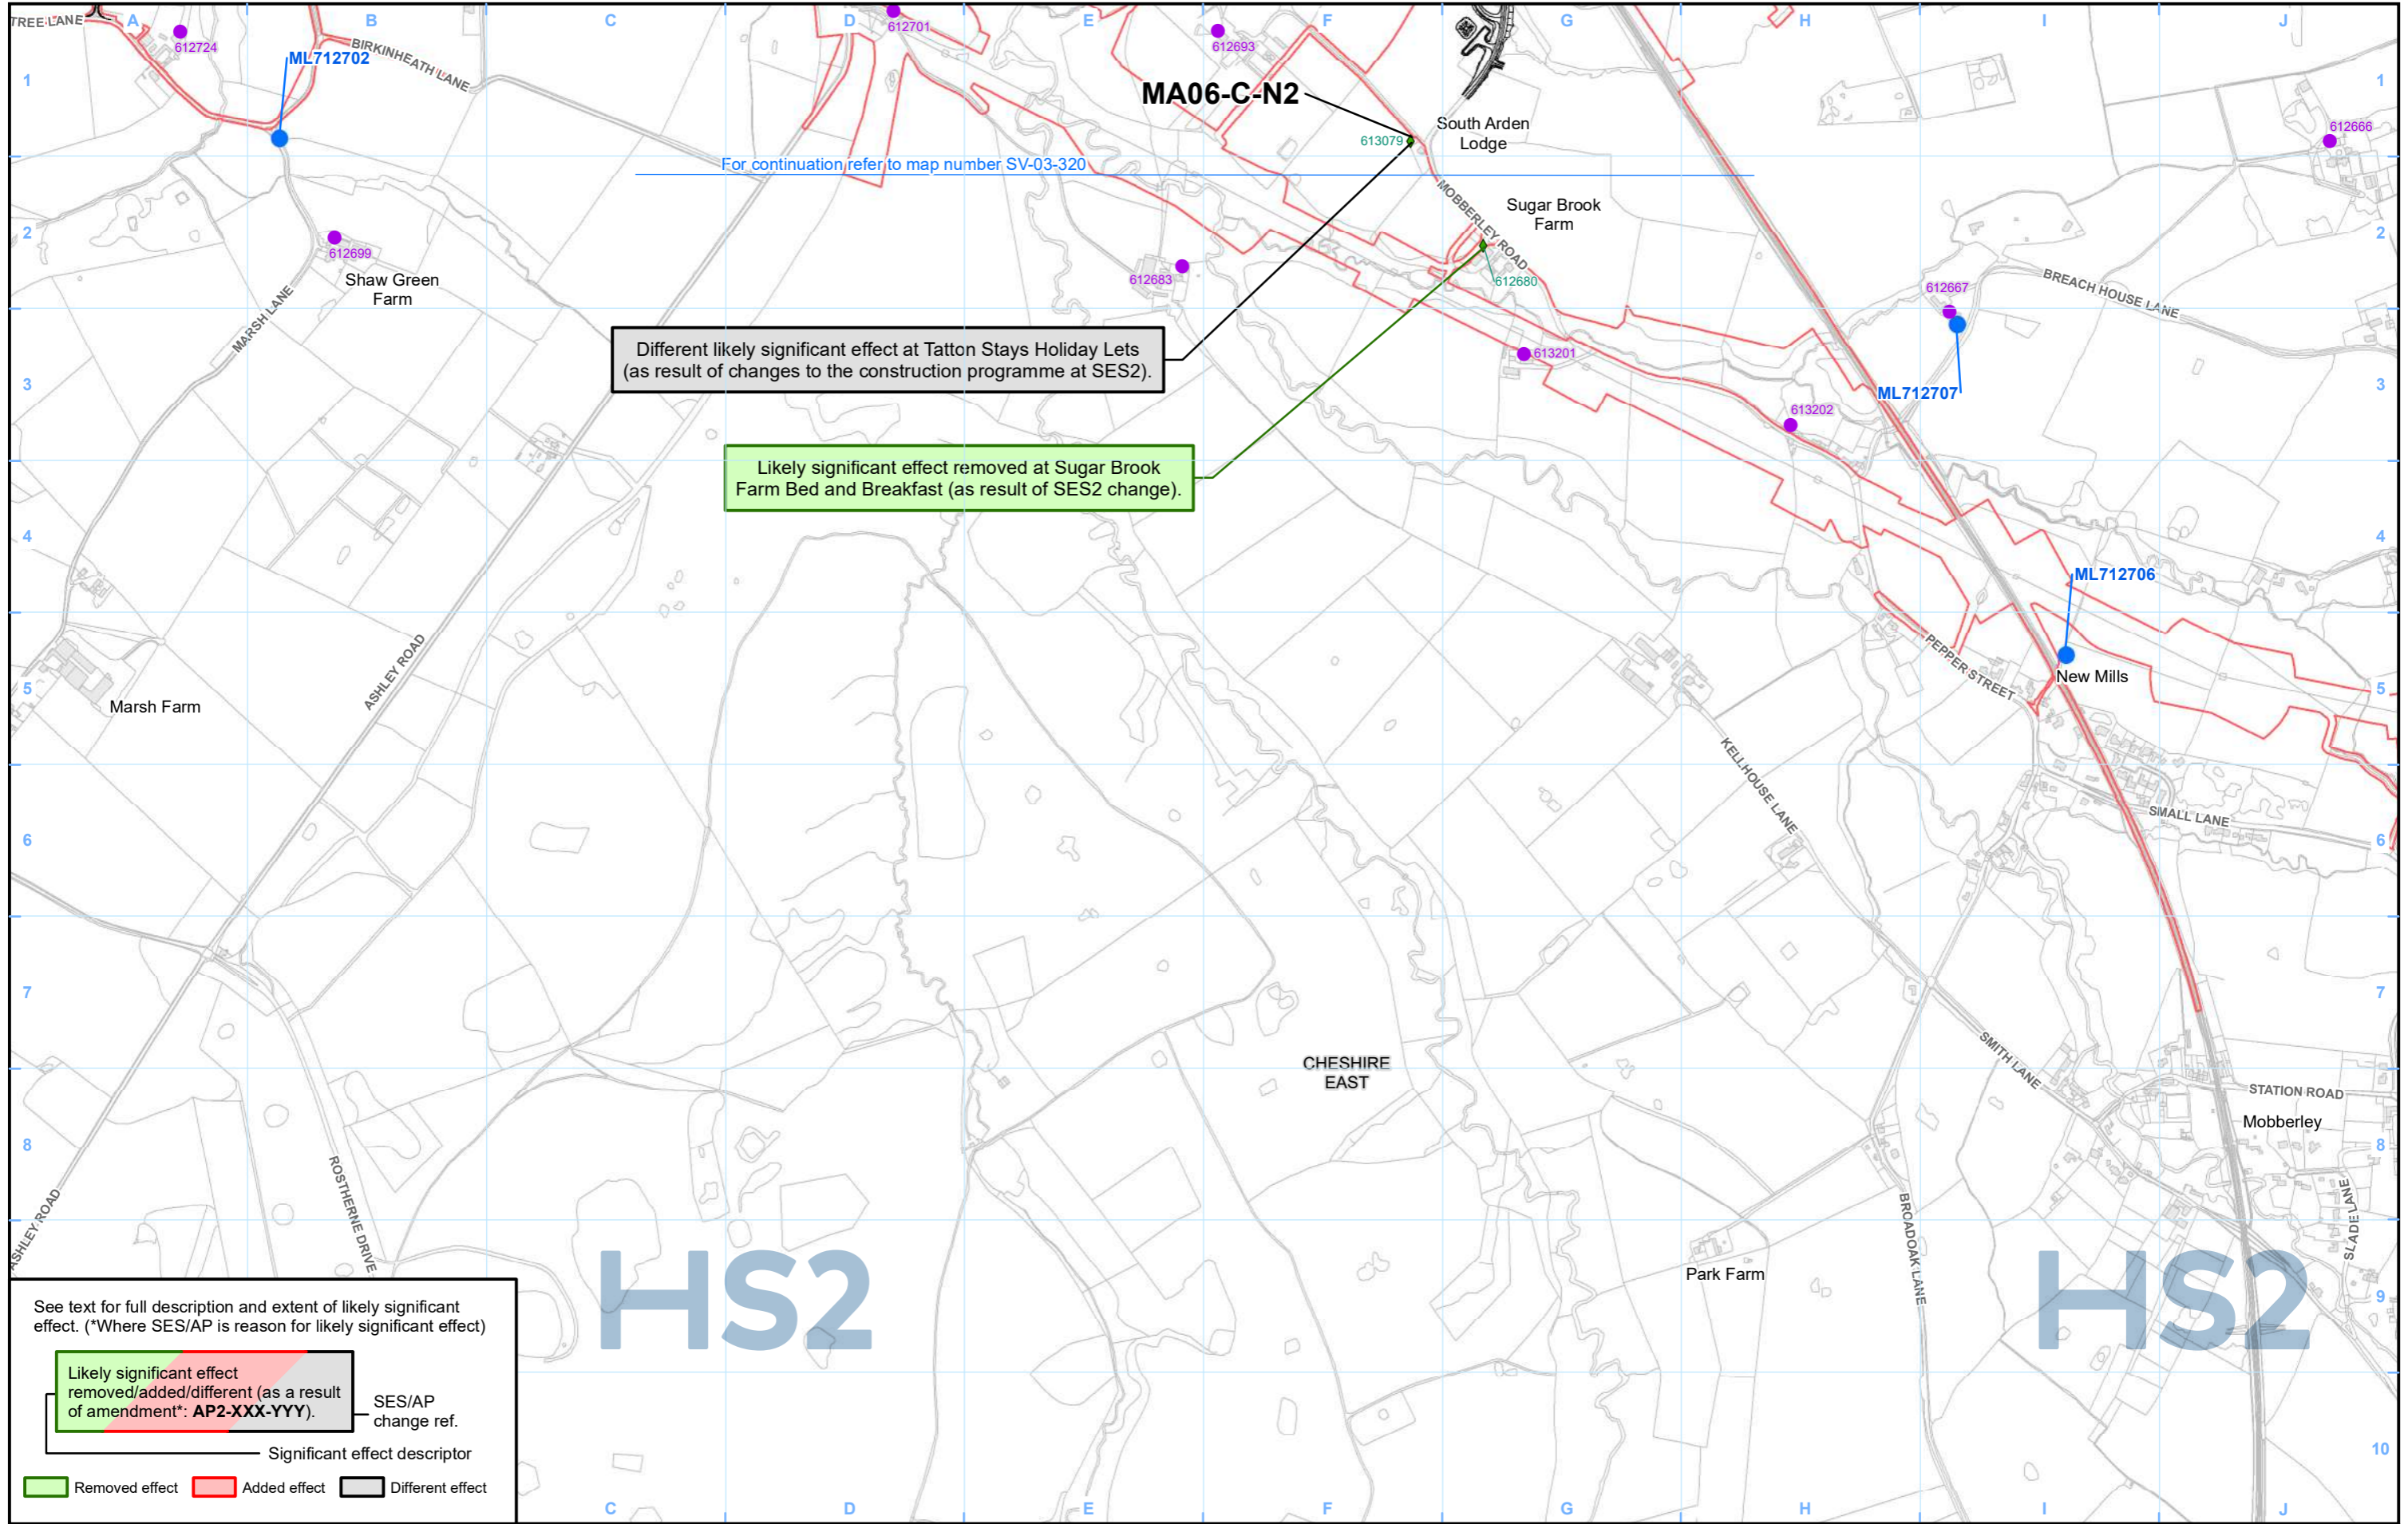 A
B
C
D
E
F
G
H
I
J
TREE LANE
612724
ML712702
BIRKINHEATH LANE
612701
612693
1
1
MA06-C-N2
613079
South Arden
Lodge
612666
For continuation refer to map number SV-03-320
MOBBERLEY ROAD
Sugar Brook
Farm
2
2
612699
Shaw Green
Farm
612683
612680
612667
BREACH HOUSE LANE
MARSH LANE
Different likely significant effect at Tatton Stays Holiday Lets
(as result of changes to the construction programme at SES2).
613201
3
3
ML712707
613202
Likely significant effect removed at Sugar Brook
Farm Bed and Breakfast (as result of SES2 change).
4
4
ML712706
ASHLEY ROAD
PEPPER STREET
New Mills
5
5
Marsh Farm
KELLHOUSE LANE
SMALL LANE
6
6
7
7
CHESHIRE
EAST
SMITH LANE
STATION ROAD
Mobberley
8
8
ASHLEY ROAD
ROSTHERNE DRIVE
BROADOAK LANE
SLADE LANE
HS2
HS2
Park Farm
9
See text for full description and extent of likely significant
effect. (*Where SES/AP is reason for likely significant effect)
Likely significant effect
removed/added/different (as a result
of amendment*: AP2-XXX-YYY).
SES/AP
change ref.
Significant effect descriptor
10
Removed effect
Added effect
Different effect
C
D
E
F
G
H
I
J